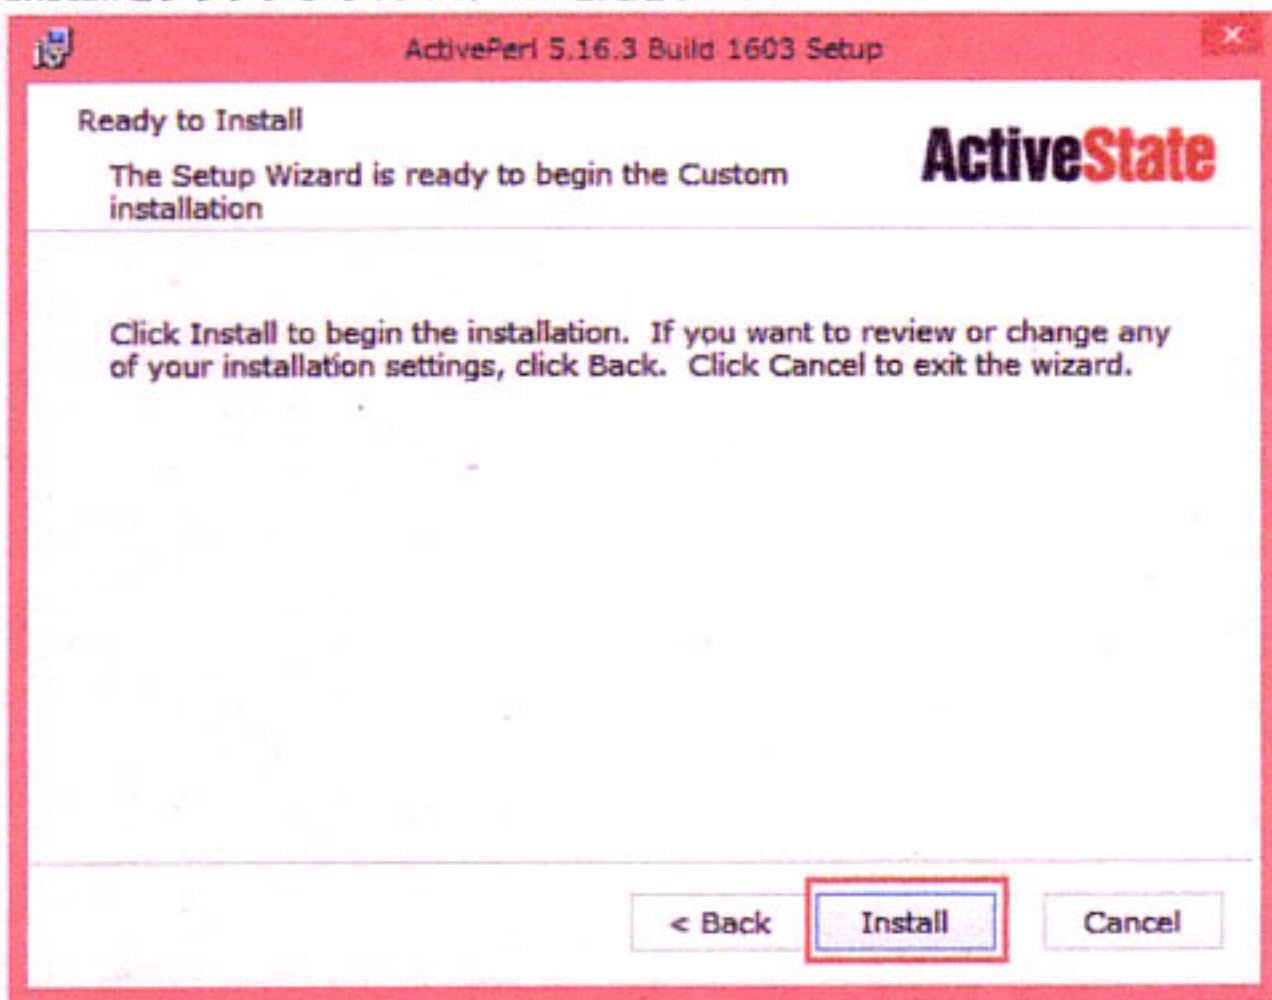 ActivePerl 5.16.3 Build 1603 Setup
Ready to Install
ActiveState
The Setup Wizard is ready to begin the Custom
installation
Click Install to begin the installation. If you want to review or change any
of your installation settings, click Back. Click Cancel to exit the wizard.
< Back Install Cancel